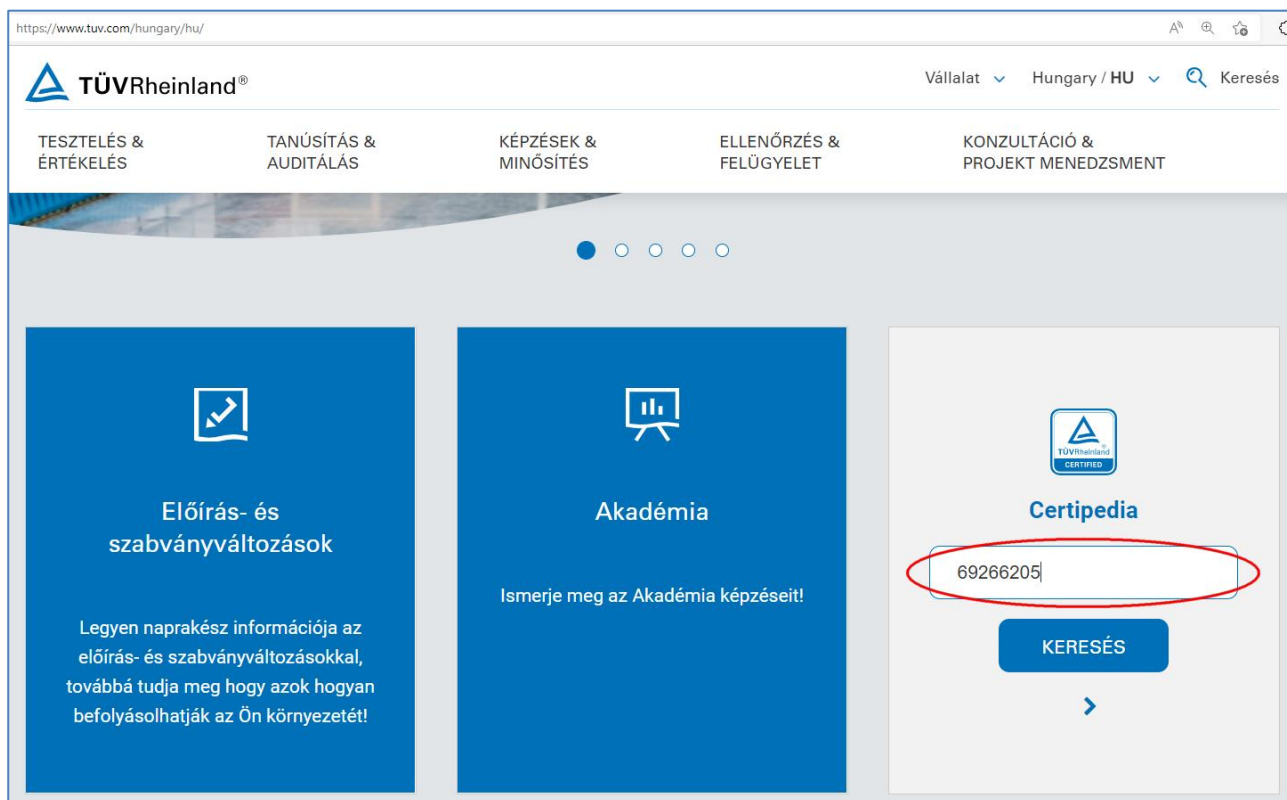 https://www.tuv.com/hungary/hu/
TÜVRheinland®
Vállalat
Hungary / HU
Keresés
TESZTELÉS &
ÉRTÉKELÉS
TANÚSÍTÁS &
AUDITÁLÁS
KÉPZÉSEK &
MINŐSÍTÉS
ELLENŐRZÉS &
FELÜGYELET
KONZULTÁCIÓ &
PROJEKT MENEDZSMENT
Előírás- és
szabványváltozások
Legyen naprakész információja az
előírás- és szabványváltozásokkal,
továbbá tudja meg hogy azok hogyan
befolyásolhatják az Ön környezetét!
Akadémia
Ismerje meg az Akadémia képzéseit!
TÜVRheinland®
CERTIFIED
Certipedia
69266205
KERESÉS